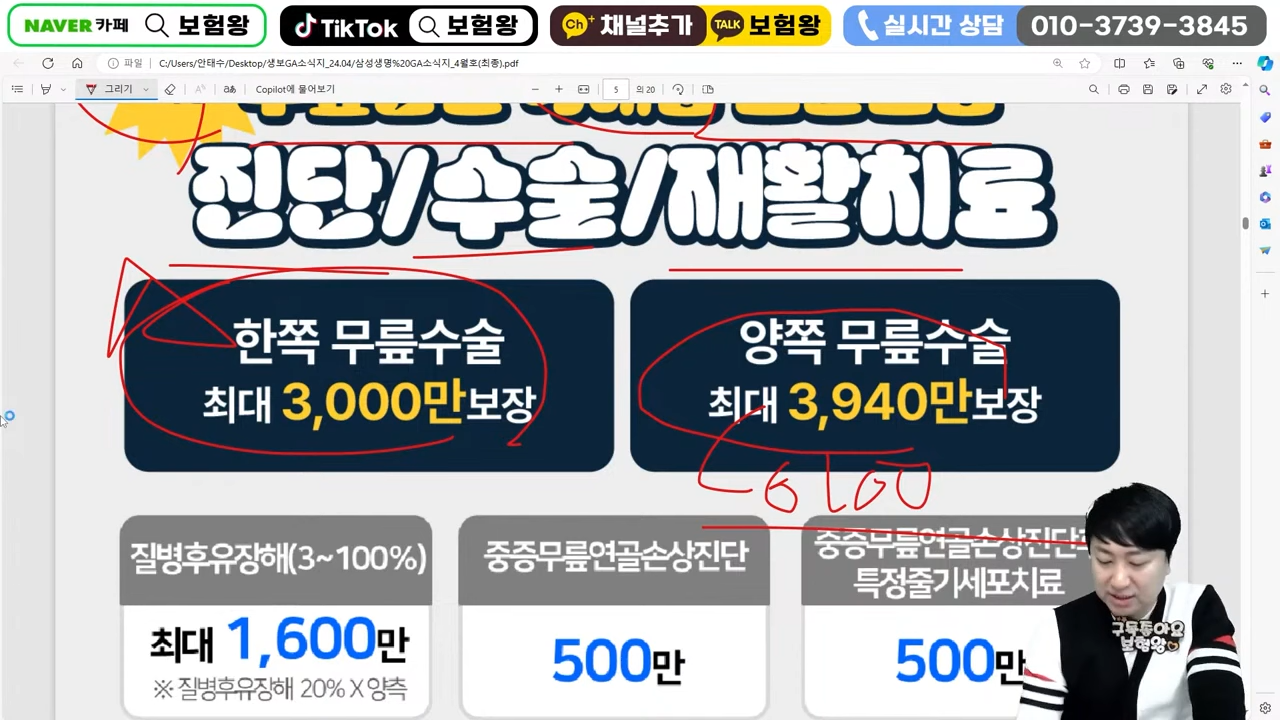 NAVER 카페 보험왕 TikTok 보험왕 Ch+ 채널추가 TALK 보험왕 실시간 상담 010-3739-3845
파일 C:/Users/안태수/Desktop/생보GA소식지_24.04/삼성생명%20GA소식지_4월호(최종).pdf
그리기 Copilot에 물어보기 5 의 20
진단/수술/재활치료
한쪽 무릎수술
최대 3,000만보장
양쪽 무릎수술
최대 3,940만보장
6100
질병후유장해(3~100%)
최대 1,600만
※ 질병후유장해 20% X 양측
중증무릎연골손상진단
500만
중증무릎연골손상진단
특정줄기세포치료
500만
구독좋아요
보험왕